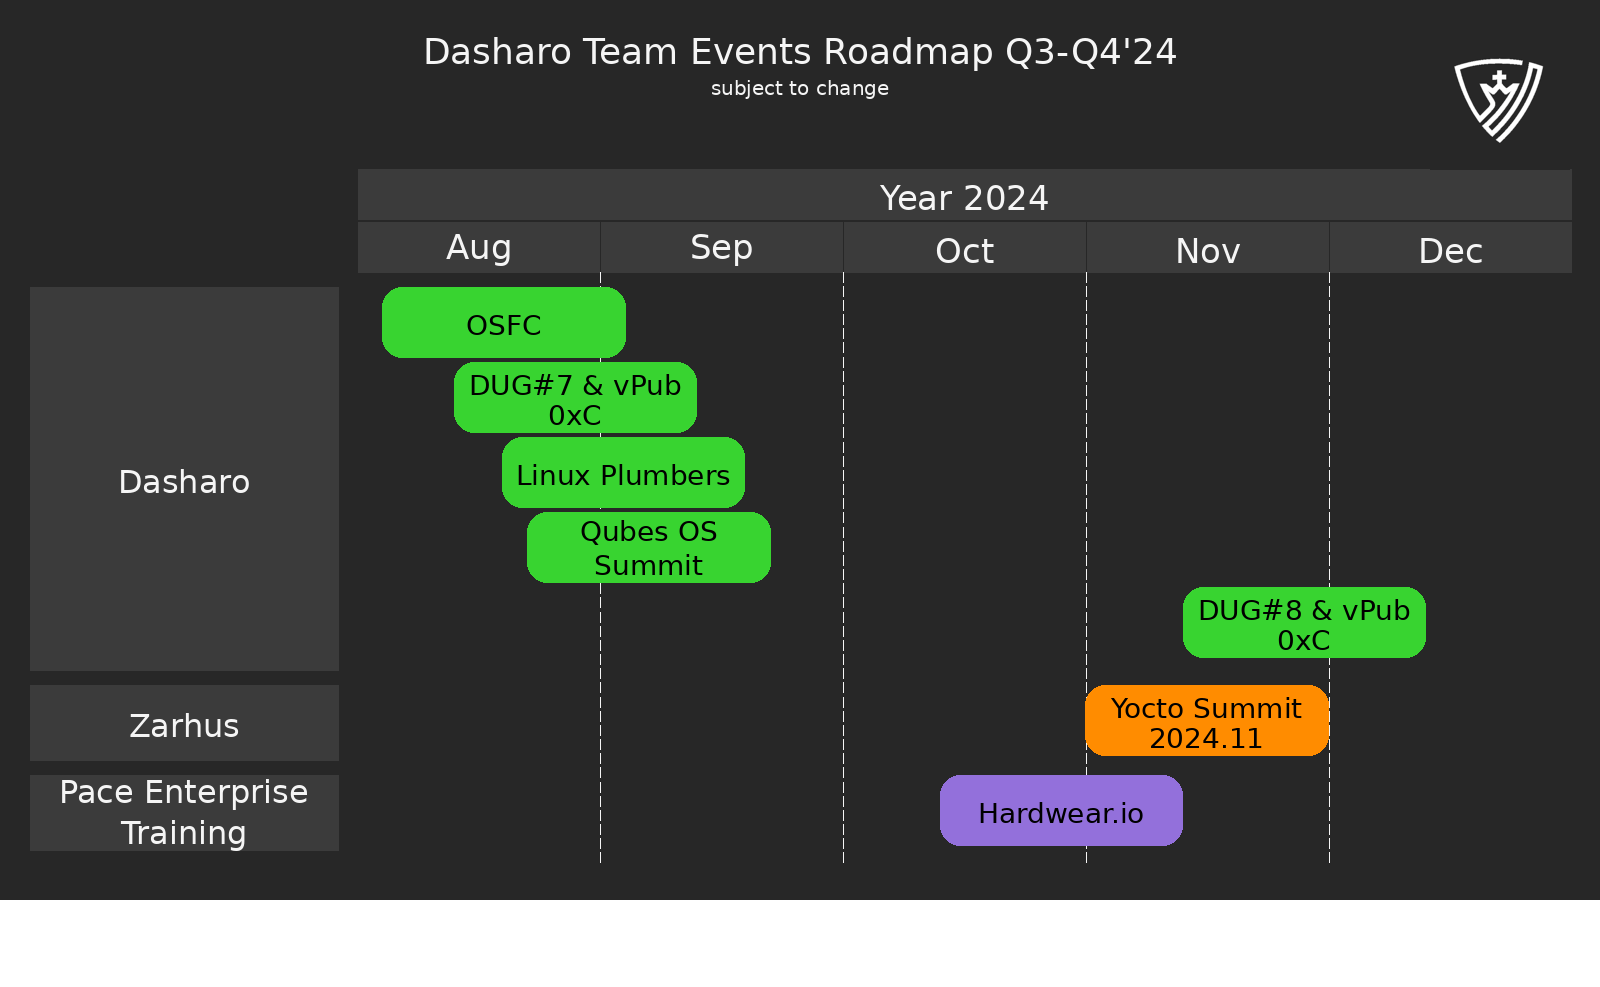 Dasharo Team Events Roadmap Q3-Q4'24
subject to change
Year 2024
Aug
Sep
Oct
Nov
Dec
Dasharo
OSFC
DUG#7 & vPub
0xC
Linux Plumbers
Qubes OS
Summit
DUG#8 & vPub
0xC
Zarhus
Yocto Summit
2024.11
Pace Enterprise
Training
Hardwear.io